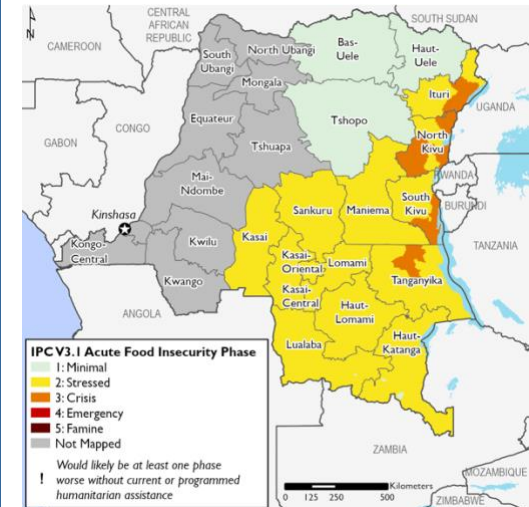 N
CENTRAL
AFRICAN
REPUBLIC
SOUTH SUDAN
CAMEROON
North Ubangi
South
Ubangi
Bas-
Uele
Haut-
Uele
Mongala
Ituri
UGANDA
Equateur
Tshopo
CONGO
GABON
Tshuapa
North
Kivu
Mai-
Ndombe
RWANDA
Kinshasa
Sankuru
Maniema
South
Kivu
BURUNDI
Kongo-
Central
Kwilu
Kasai
TANZANIA
Kasai-
Oriental
Lomami
Kwango
Kasai-
Central
Tanganyika
ANGOLA
Haut-
Lomami
Lualaba
Haut-
Katanga
IPC V3.1 Acute Food Insecurity Phase
1: Minimal
2: Stressed
3: Crisis
4: Emergency
5: Famine
Not Mapped
! Would likely be at least one phase
worse without current or programmed
humanitarian assistance
ZAMBIA
Kilometers
0 125 250 500
MOZAMBIQUE
ZIMBABWE